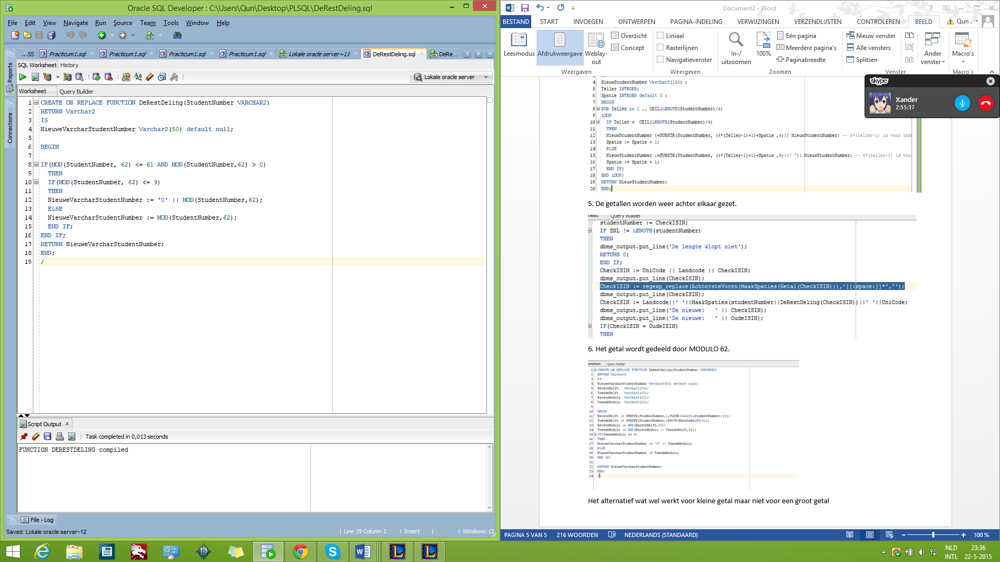 Oracle SQL Developer : C:\Users\Qun\Desktop\PLSQL\DeRestDeling.sql
File Edit View Navigate Run Source Team Tools Window Help
...SS Practicum1.sql Practicum1.sql Practicum1.sql Practicum1.sql Lokale oracle server~11 DeRestDeling.sql DeRe...
SQL Worksheet History
Lokale oracle server
Worksheet Query Builder
Reports
Connections
1 CREATE OR REPLACE FUNCTION DeRestDeling(StudentNumber VARCHAR2)
2 RETURN Varchar2
3 IS
4 NieuweVarcharStudentNumber Varchar2(50) default null;
5
6 BEGIN
7
8 IF(MOD(StudentNumber, 62) <= 61 AND MOD(StudentNumber,62) > 0)
9 THEN
10 IF(MOD(StudentNumber, 62) <= 9)
11 THEN
12 NieuweVarcharStudentNumber := '0' || MOD(StudentNumber,62);
13 ELSE
14 NieuweVarcharStudentNumber := MOD(StudentNumber,62);
15 END IF;
16 END IF;
17 RETURN NieuweVarcharStudentNumber;
18 END;
19 /
Script Output x
Task completed in 0,013 seconds
FUNCTION DERESTDELING compiled
File - Log
Saved: Lokale oracle server~12
Line 19 Column 2 Insert Windows: CF
Document2 - Word
BESTAND START INVOEGEN ONTWERPEN PAGINA-INDELING VERWIJZINGEN VERZENDLIJSTEN CONTROLEREN BEELD Qun .
Leesmodus Afdrukweergave Weblay-out
Overzicht
Concept
Weergaven
Liniaal
Rasterlijnen
Navigatievenster
Weergeven
In-/uitzoomen
100%
Eén pagina
Meerdere pagina's
Paginabreedte
Zoomen
Nieuw venster
Alle vensters
Splitsen
Ander venster
Venster
Macro's
Macro's
skype
Xander
2:55:37
4 NieuwStudentNumber Varchar2(100) ;
5 Teller INTEGER;
6 Spatie INTEGER default 0 ;
7 BEGIN
8 FOR Teller in 1 .. CEIL(LENGTH(StudentNumber)/4)
9 LOOP
10 IF Teller = CEIL(LENGTH(StudentNumber)/4)
11 THEN
12 NieuwStudentNumber :=SUBSTR(StudentNumber, (4*(Teller-1)+1)+Spatie ,4)|| NieuwStudentNumber; -- 4*(teller-1) is voor ind
13 Spatie := Spatie + 1;
14 ELSE
15 NieuwStudentNumber :=SUBSTR(StudentNumber, (4*(Teller-1)+1)+Spatie ,4)||' '|| NieuwStudentNumber; -- 4*(teller-1) is voo
16 Spatie := Spatie + 1;
17 END IF;
18 END LOOP;
19 RETURN NieuwStudentNumber;
20 END;
5. De getallen worden weer achter elkaar gezet.
heet Query Builder
studentNumber := CheckISIN;
IF SNL != LENGTH(studentNumber)
THEN
dbms_output.put_line('De lengte klopt niet');
RETURN 0;
END IF;
CheckISIN := UniCode || Landcode || CheckISIN;
dbms_output.put_line(CheckISIN);
CheckISIN := regexp_replace(AchtersteVoren(MaakSpaties(Getal(CheckISIN))),'[[:space:]]*','');
dbms_output.put_line(CheckISIN);
CheckISIN := Landcode||' '||MaakSpaties(studentNumber||DeRestDeling(CheckISIN))||' '||UniCode;
dbms_output.put_line('De nieuwe: ' || CheckISIN);
dbms_output.put_line('De nieuwe: ' || OudeISIN);
IF(CheckISIN = OudeISIN)
THEN
6. Het getal wordt gedeeld door MODULO 62.
Worksheet Query Builder
1 CREATE OR REPLACE FUNCTION DeRestDeling(StudentNumber VARCHAR2)
2 RETURN Varchar2
3 IS
4 NieuweVarcharStudentNumber Varchar2(50) default null;
5 EersteHelft Varchar2(30);
6 TweedeHelft Varchar2(30);
7 EersteModulo Varchar2(10);
8 TweedeModulo Varchar2(10);
9
10 BEGIN
11 EersteHelft := SUBSTR(StudentNumber,1,FLOOR(Length(studentNumber)/2));
12 TweedeHelft := SUBSTR(StudentNumber,LENGTH(EersteHelft)+1);
13 EersteModulo := MOD(EersteHelft,62);
14 TweedeModulo := MOD(EersteModulo || TweedeHelft,62);
15 IF(TweedeModulo <= 9)
16 THEN
17 NieuweVarcharStudentNumber := '0' || TweedeModulo;
18 ELSE
19 NieuweVarcharStudentNumber := TweedeModulo;
20 END IF;
21
22 RETURN NieuweVarcharStudentNumber;
23 END;
24 /
Het alternatief wat wel werkt voor kleine getal maar niet voor een groot getal
PAGINA 5 VAN 5 216 WOORDEN NEDERLANDS (STANDAARD) 100 %
NLD 23:36
INTL 22-5-2015